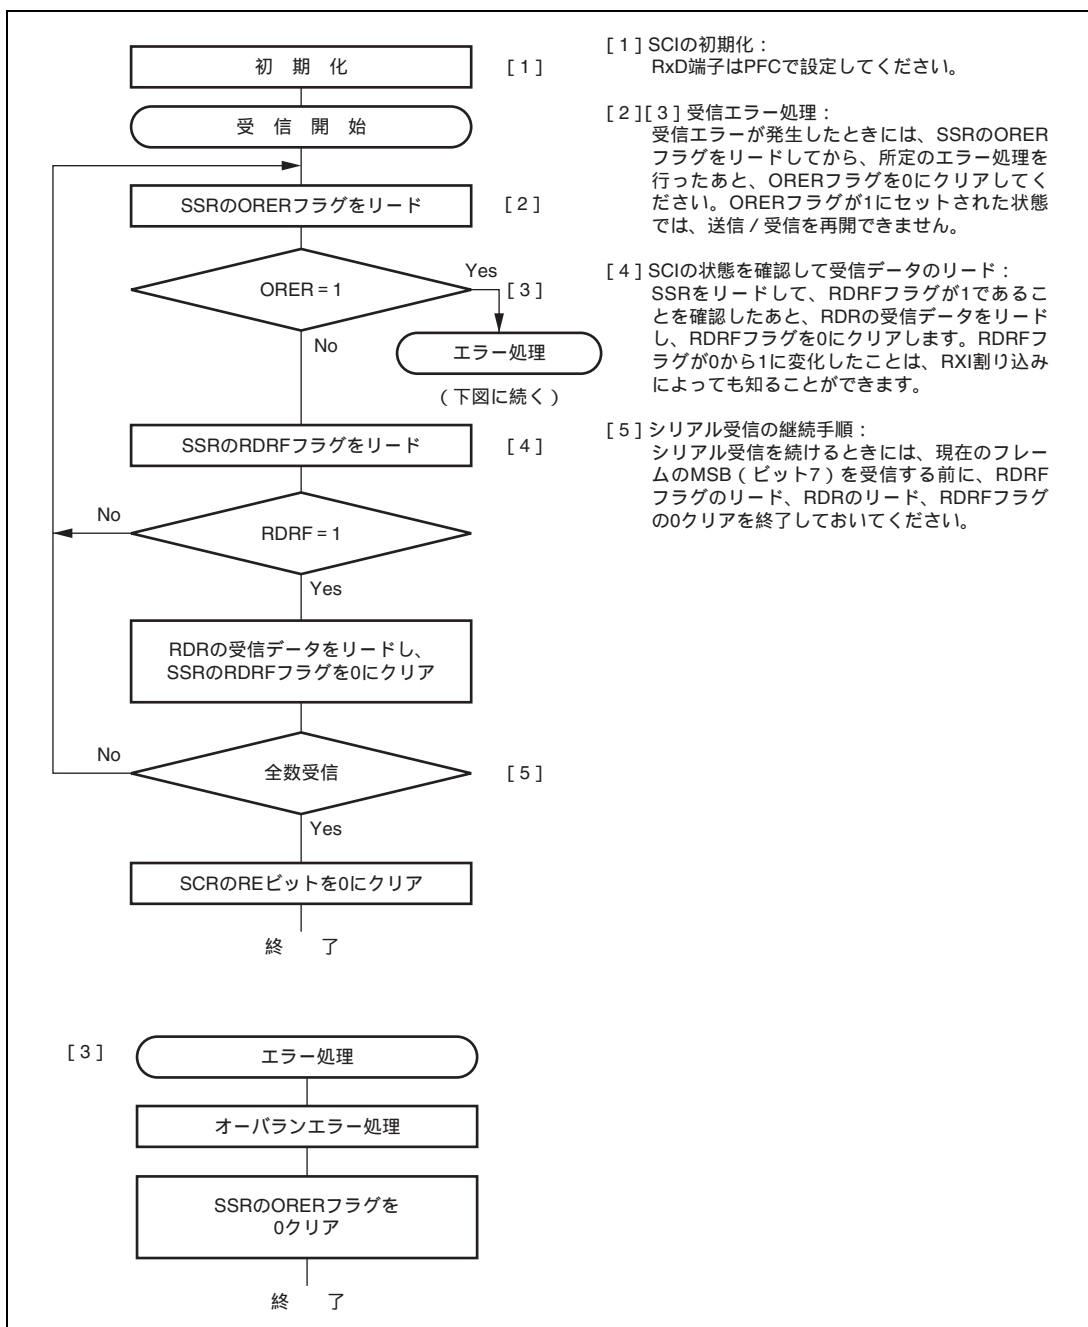 初 期 化
[ 1 ]
受 信 開 始
SSRのORERフラグをリード
[ 2 ]
ORER = 1
Yes
[ 3 ]
No
エラー処理
( 下図に続く )
SSRのRDRFフラグをリード
[ 4 ]
No
RDRF = 1
Yes
RDRの受信データをリードし、
SSRのRDRFフラグを0にクリア
No
全数受信
[ 5 ]
Yes
SCRのREビットを0にクリア
終 了
[ 1 ] SCIの初期化 :
RxD端子はPFCで設定してください。
[ 2 ][ 3 ] 受信エラー処理 :
受信エラーが発生したときには、SSRのORER
フラグをリードしてから、所定のエラー処理を
行ったあと、ORERフラグを0にクリアしてく
ださい。ORERフラグが1にセットされた状態
では、送信 / 受信を再開できません。
[ 4 ] SCIの状態を確認して受信データのリード :
SSRをリードして、RDRFフラグが1であるこ
とを確認したあと、RDRの受信データをリード
し、RDRFフラグを0にクリアします。RDRFフ
ラグが0から1に変化したことは、RXI割り込み
によっても知ることができます。
[ 5 ] シリアル受信の継続手順 :
シリアル受信を続けるときには、現在のフレー
ムのMSB ( ビット7 ) を受信する前に、RDRF
フラグのリード、RDRのリード、RDRFフラグ
の0クリアを終了しておいてください。
[ 3 ]
エラー処理
オーバランエラー処理
SSRのORERフラグを
0クリア
終 了